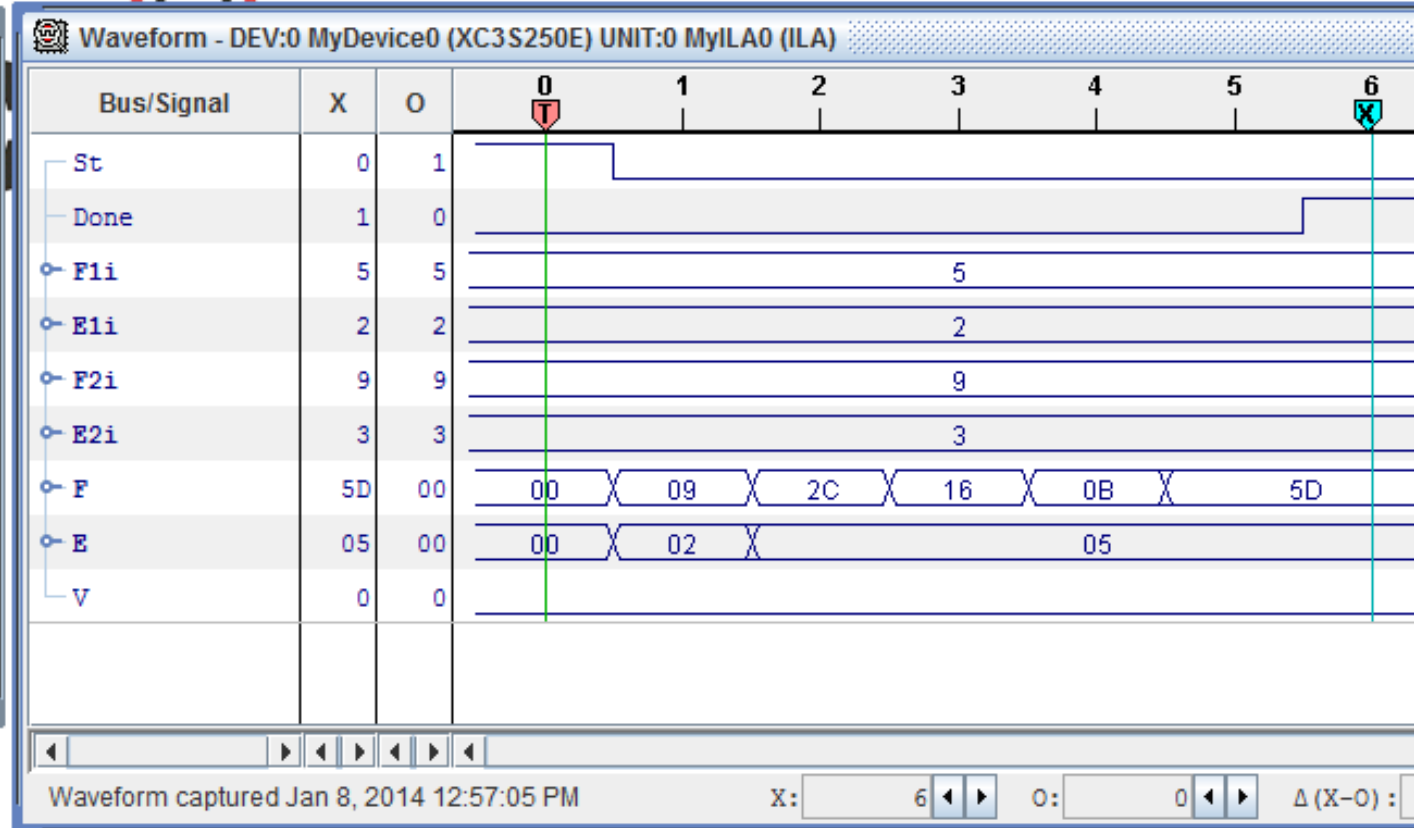 Waveform - DEV:0 MyDevice0 (XC3S250E) UNIT:0 MyILA0 (ILA)
Bus/Signal X O 0 1 2 3 4 5 6
T X
St 0 1
Done 1 0
F1i 5 5 5
E1i 2 2 2
F2i 9 9 9
E2i 3 3 3
F 5D 00 00 09 2C 16 0B 5D
E 05 00 00 02 05
V 0 0
Waveform captured Jan 8, 2014 12:57:05 PM X: 6 O: 0 Δ(X-O):